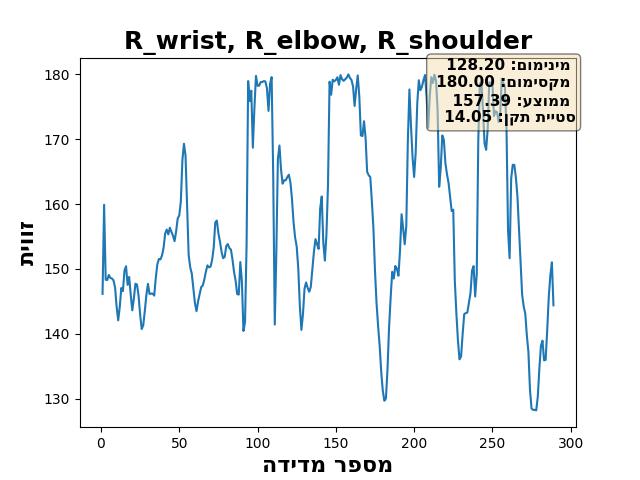 R_wrist, R_elbow, R_shoulder
מינימום: 128.20
מקסימום: 180.00
ממוצע: 157.39
סטיית תקן: 14.05
180
170
160
150
140
130
זווית
0 50 100 150 200 250 300
מספר מדידה